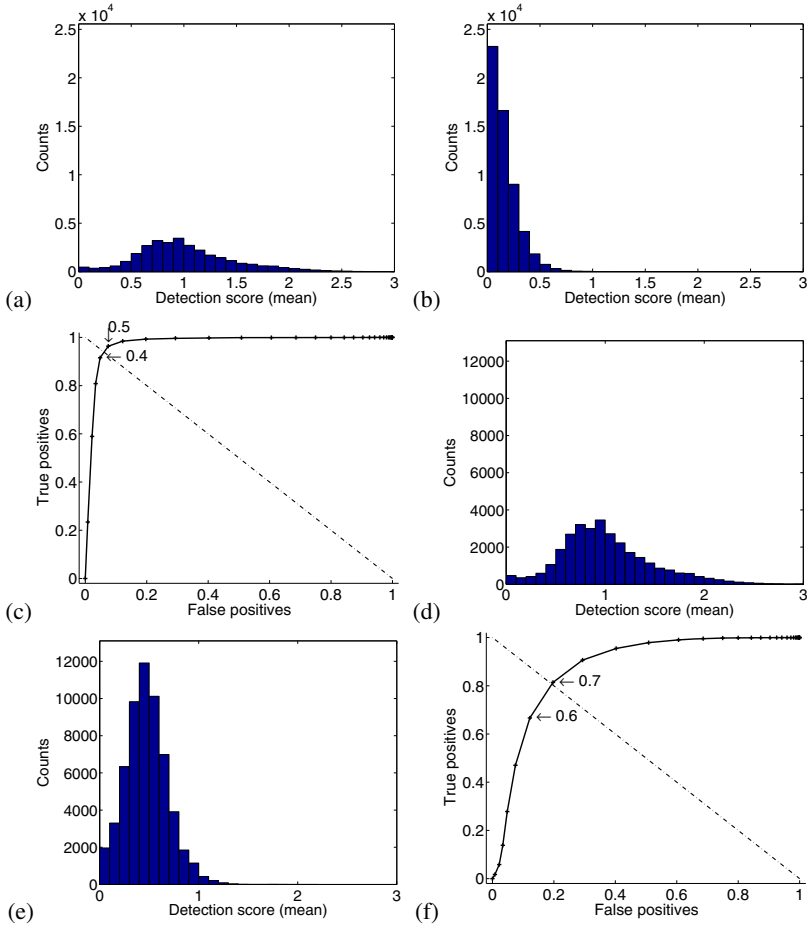 x 10^4
2.5
2
1.5
1
0.5
0
Counts
0 0.5 1 1.5 2 2.5 3
Detection score (mean)
(a)
x 10^4
2.5
2
1.5
1
0.5
0
Counts
0 0.5 1 1.5 2 2.5 3
Detection score (mean)
(b)
0.5
← 0.4
1
0.8
0.6
0.4
0.2
0
True positives
0 0.2 0.4 0.6 0.8 1
False positives
(c)
12000
10000
8000
6000
4000
2000
0
Counts
0 1 2 3
Detection score (mean)
(d)
12000
10000
8000
6000
4000
2000
0
Counts
0 1 2 3
Detection score (mean)
(e)
← 0.7
← 0.6
1
0.8
0.6
0.4
0.2
0
True positives
0 0.2 0.4 0.6 0.8 1
False positives
(f)